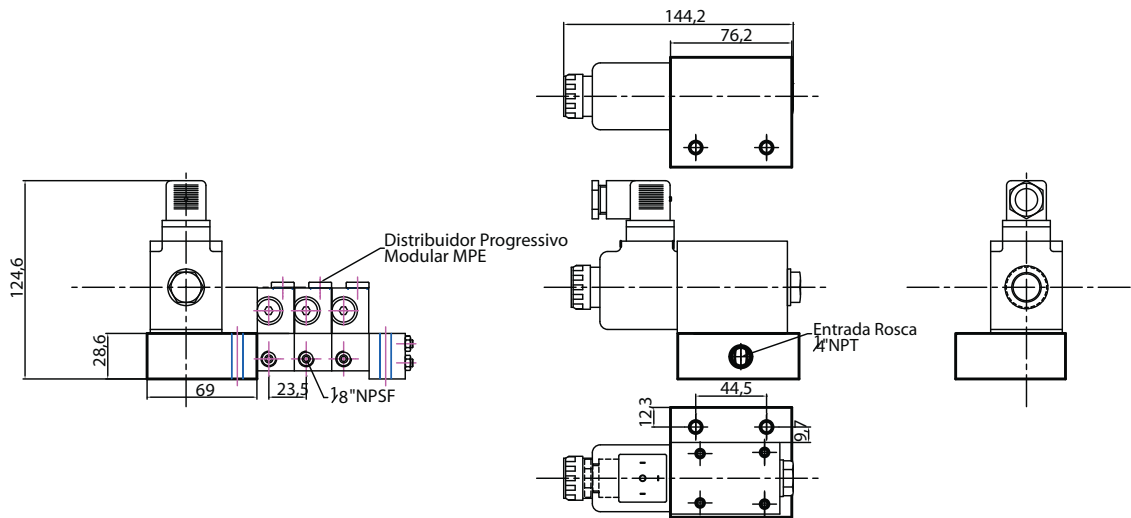 144,2
76,2
124,6
28,6
69
23,5
1/8"NPSF
Distribuidor Progressivo
Modular MPE
Entrada Rosca
1/4"NPT
44,5
12,3
9,7